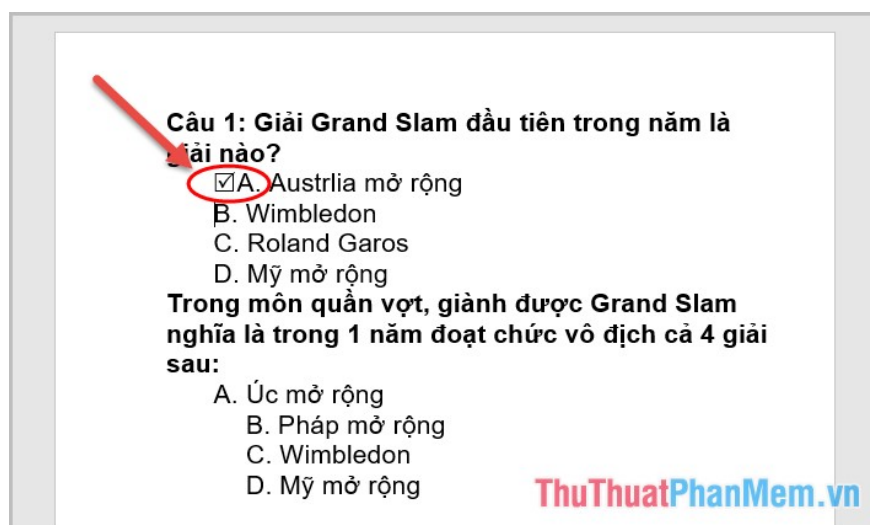 Câu 1: Giải Grand Slam đầu tiên trong năm là
giải nào?
☑A. Austrlia mở rộng
B. Wimbledon
C. Roland Garos
D. Mỹ mở rộng
Trong môn quần vợt, giành được Grand Slam
nghĩa là trong 1 năm đoạt chức vô địch cả 4 giải
sau:
A. Úc mở rộng
B. Pháp mở rộng
C. Wimbledon
D. Mỹ mở rộng
ThuThuatPhanMem.vn